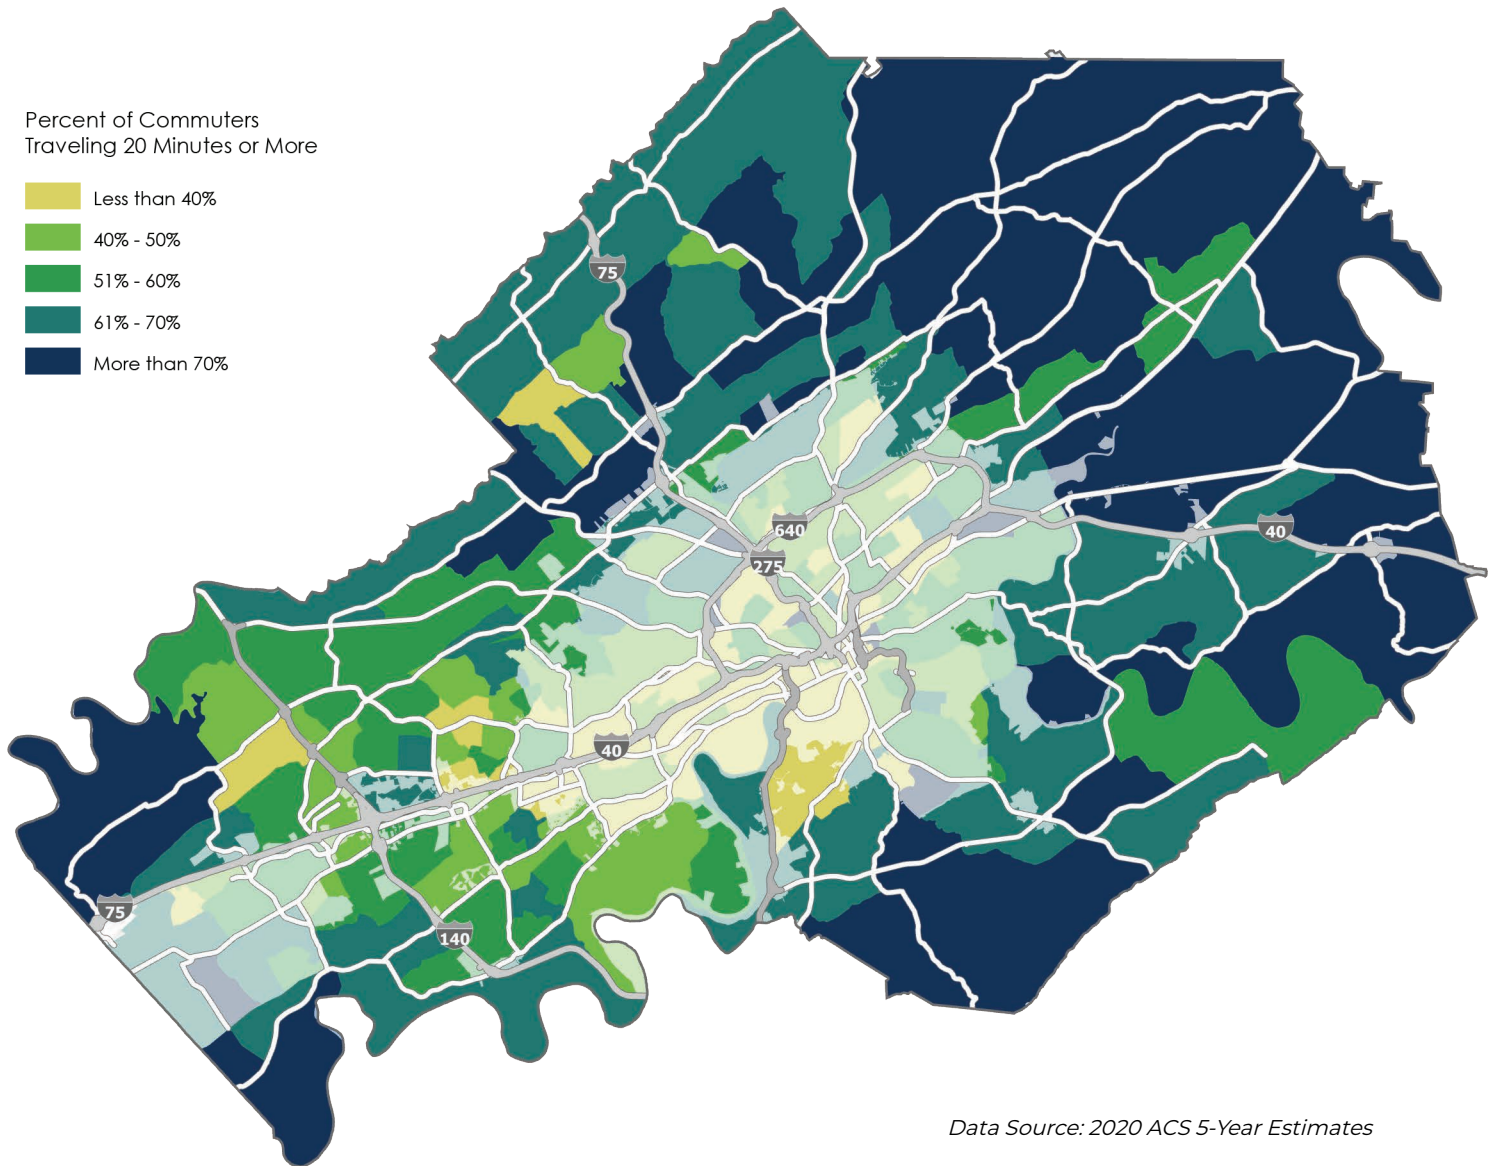 Percent of Commuters
Traveling 20 Minutes or More
Less than 40%
40% - 50%
51% - 60%
61% - 70%
More than 70%
75
640
40
275
40
75
140
Data Source: 2020 ACS 5-Year Estimates